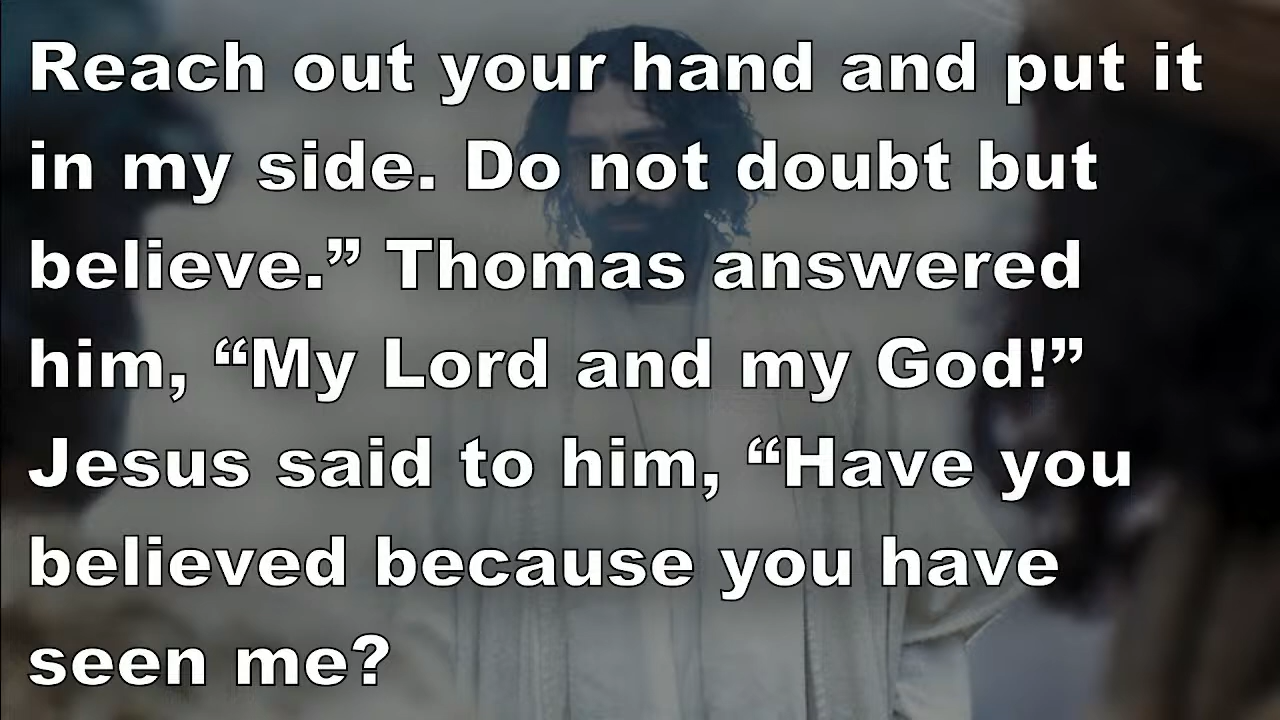 Reach out your hand and put it
in my side. Do not doubt but
believe.” Thomas answered
him, “My Lord and my God!”
Jesus said to him, “Have you
believed because you have
seen me?